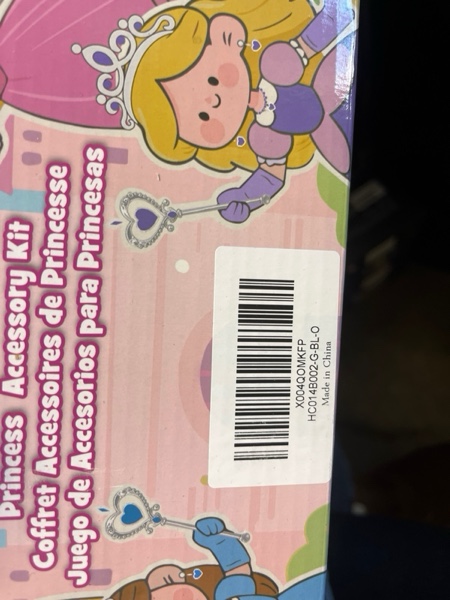 Princess Accessory Kit
Coffret Accessoires de Princesse
Juego de Accesorios para Princesas
X004QOMKFP
HC014B002-G-BL-O
Made in China